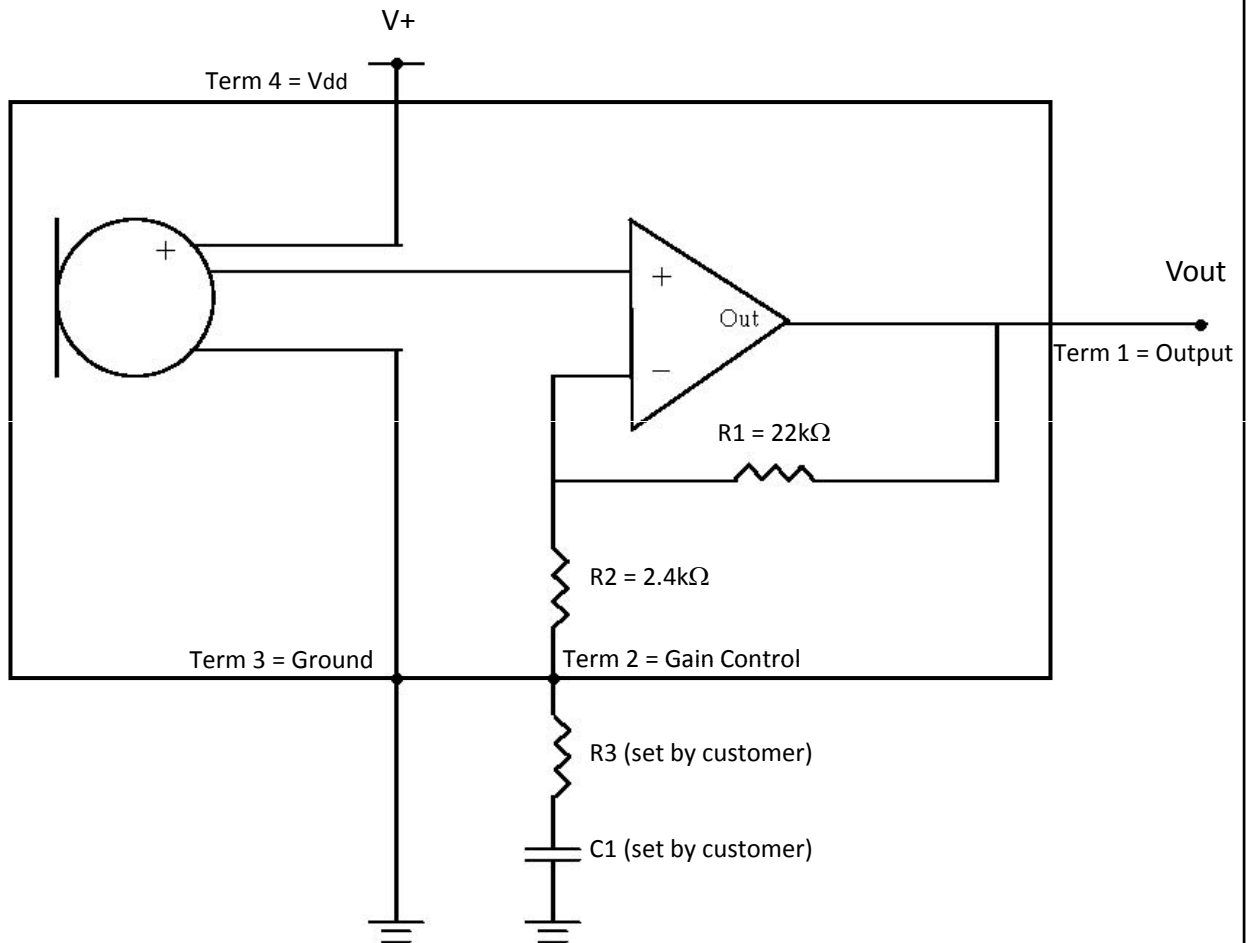 V+
Term 4 = Vdd
+
+
Out
Vout
Term 1 = Output
−
R1 = 22kΩ
R2 = 2.4kΩ
Term 3 = Ground
Term 2 = Gain Control
R3 (set by customer)
C1 (set by customer)